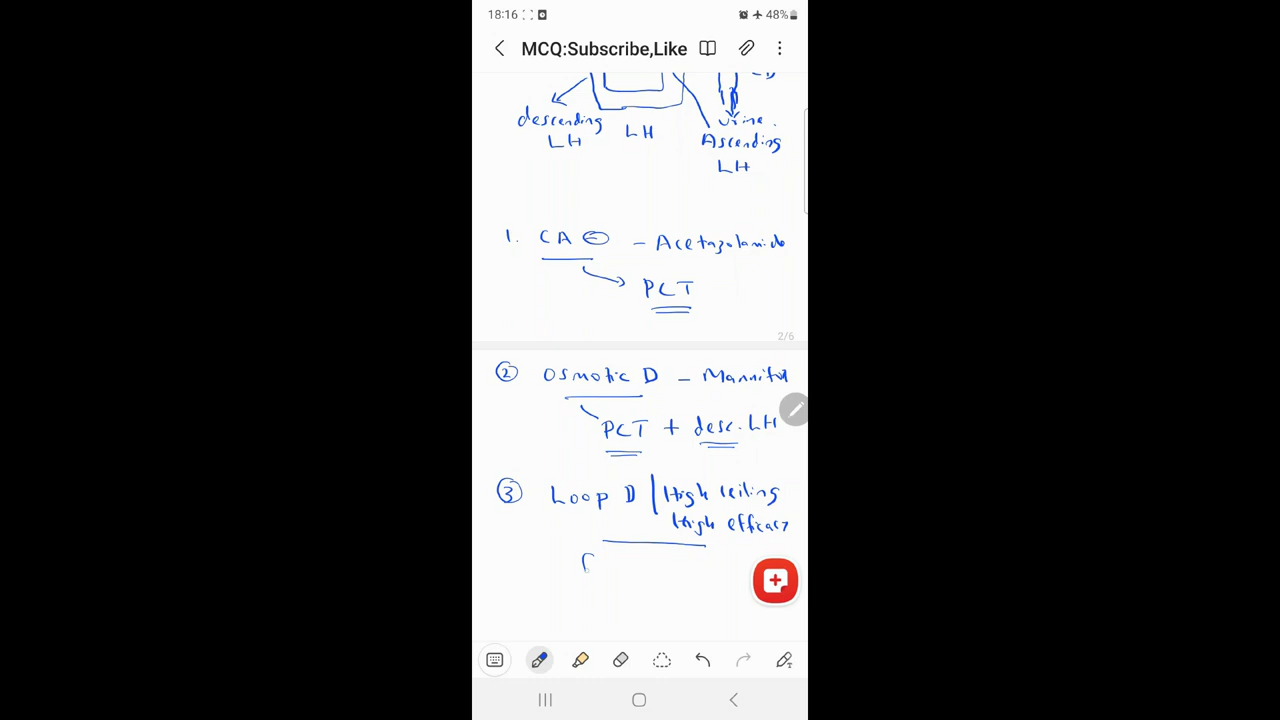 18:16 48%
MCQ:Subscribe,Like
descending
LH
LH
urine.
Ascending
LH
1. CA ⊖ – Acetazolamide
PCT
2/6
② Osmotic D – Mannitol
PCT + desc. LH
③ Loop D | High ceiling
High efficacy